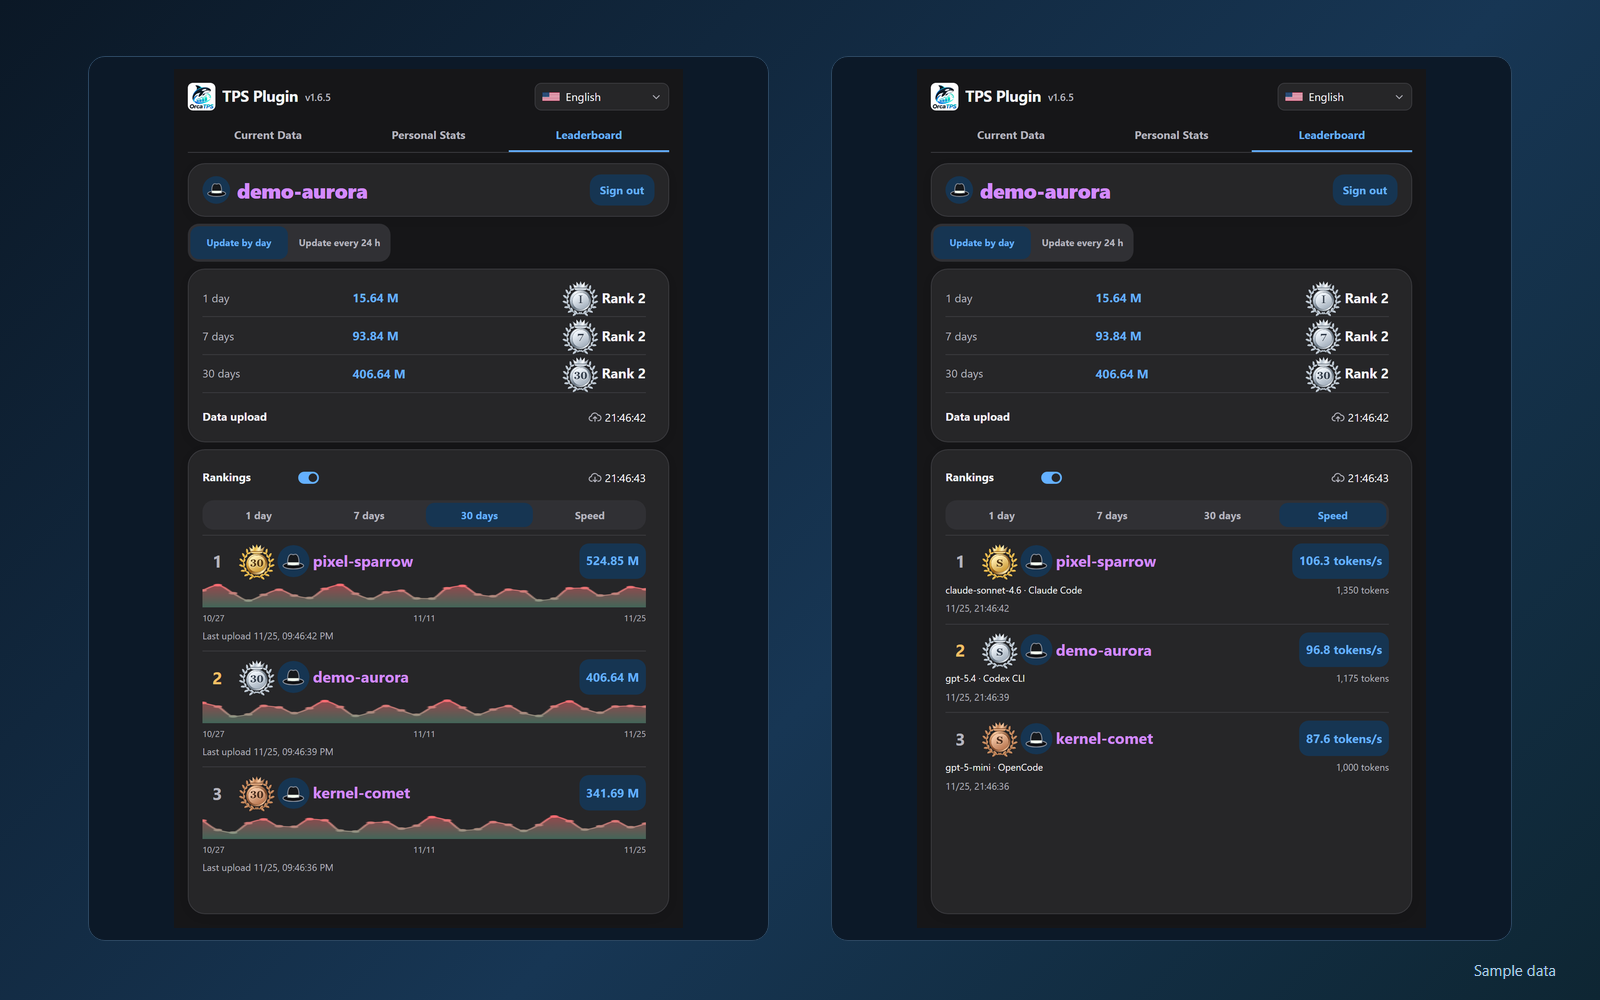 OrcaTPS
TPS Plugin v1.6.5
English
Current Data Personal Stats Leaderboard
demo-aurora
Sign out
Update by day Update every 24 h
1 day 15.64 M 1 Rank 2
7 days 93.84 M 7 Rank 2
30 days 406.64 M 30 Rank 2
Data upload 21:46:42
Rankings 21:46:43
1 day 7 days 30 days Speed
1 30 pixel-sparrow 524.85 M
10/27 11/11 11/25
Last upload 11/25, 09:46:42 PM
2 30 demo-aurora 406.64 M
10/27 11/11 11/25
Last upload 11/25, 09:46:39 PM
3 30 kernel-comet 341.69 M
10/27 11/11 11/25
Last upload 11/25, 09:46:36 PM
OrcaTPS
TPS Plugin v1.6.5
English
Current Data Personal Stats Leaderboard
demo-aurora
Sign out
Update by day Update every 24 h
1 day 15.64 M 1 Rank 2
7 days 93.84 M 7 Rank 2
30 days 406.64 M 30 Rank 2
Data upload 21:46:42
Rankings 21:46:43
1 day 7 days 30 days Speed
1 S pixel-sparrow 106.3 tokens/s
claude-sonnet-4.6 · Claude Code 1,350 tokens
11/25, 21:46:42
2 S demo-aurora 96.8 tokens/s
gpt-5.4 · Codex CLI 1,175 tokens
11/25, 21:46:39
3 S kernel-comet 87.6 tokens/s
gpt-5-mini · OpenCode 1,000 tokens
11/25, 21:46:36
Sample data